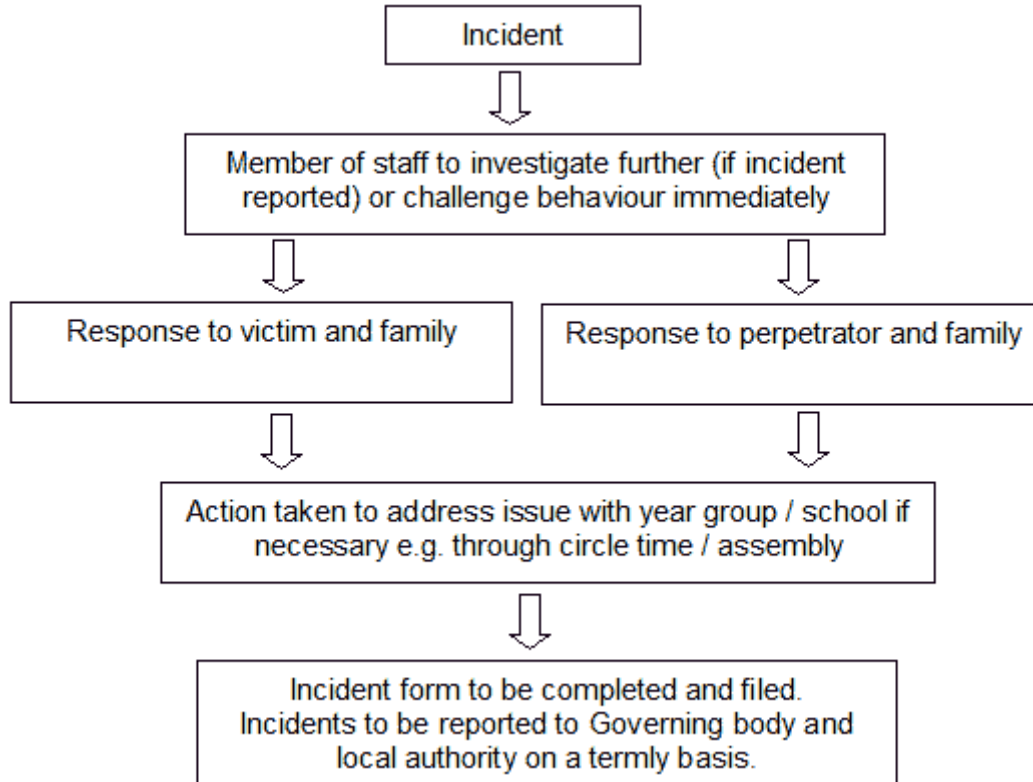 Incident
Member of staff to investigate further (if incident
reported) or challenge behaviour immediately
Response to victim and family
Response to perpetrator and family
Action taken to address issue with year group / school if
necessary e.g. through circle time / assembly
Incident form to be completed and filed.
Incidents to be reported to Governing body and
local authority on a termly basis.